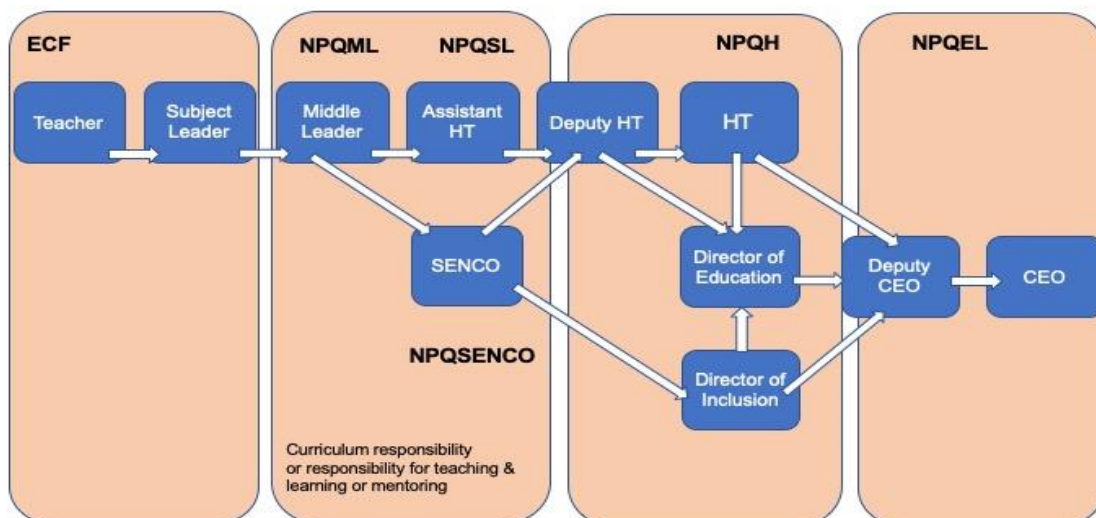 ECF
NPQML
NPQSL
NPQH
NPQEL
Teacher
Subject
Leader
Middle
Leader
Assistant
HT
Deputy HT
HT
SENCO
Director of
Education
Deputy
CEO
CEO
NPQSENCO
Director of
Inclusion
Curriculum responsibility
or responsibility for teaching &
learning or mentoring